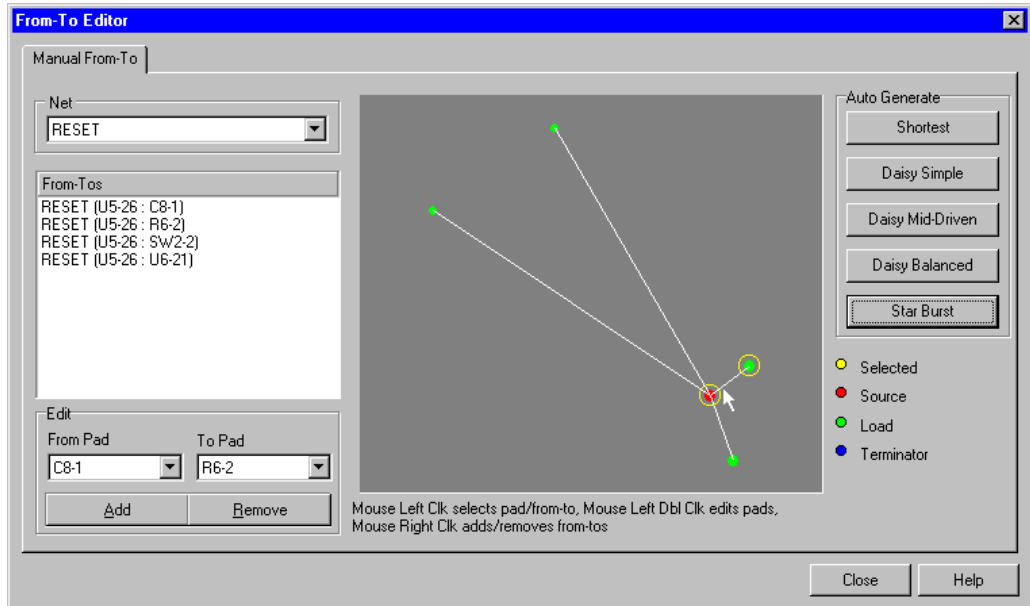 From-To Editor
Manual From-To
Net
RESET
From-Tos
RESET (U5-26 : C8-1)
RESET (U5-26 : R6-2)
RESET (U5-26 : SW2-2)
RESET (U5-26 : U6-21)
Edit
From Pad
To Pad
C8-1
R6-2
Add
Remove
Mouse Left Clk selects pad/from-to, Mouse Left Dbl Clk edits pads,
Mouse Right Clk adds/removes from-tos
Auto Generate
Shortest
Daisy Simple
Daisy Mid-Driven
Daisy Balanced
Star Burst
Selected
Source
Load
Terminator
Close
Help